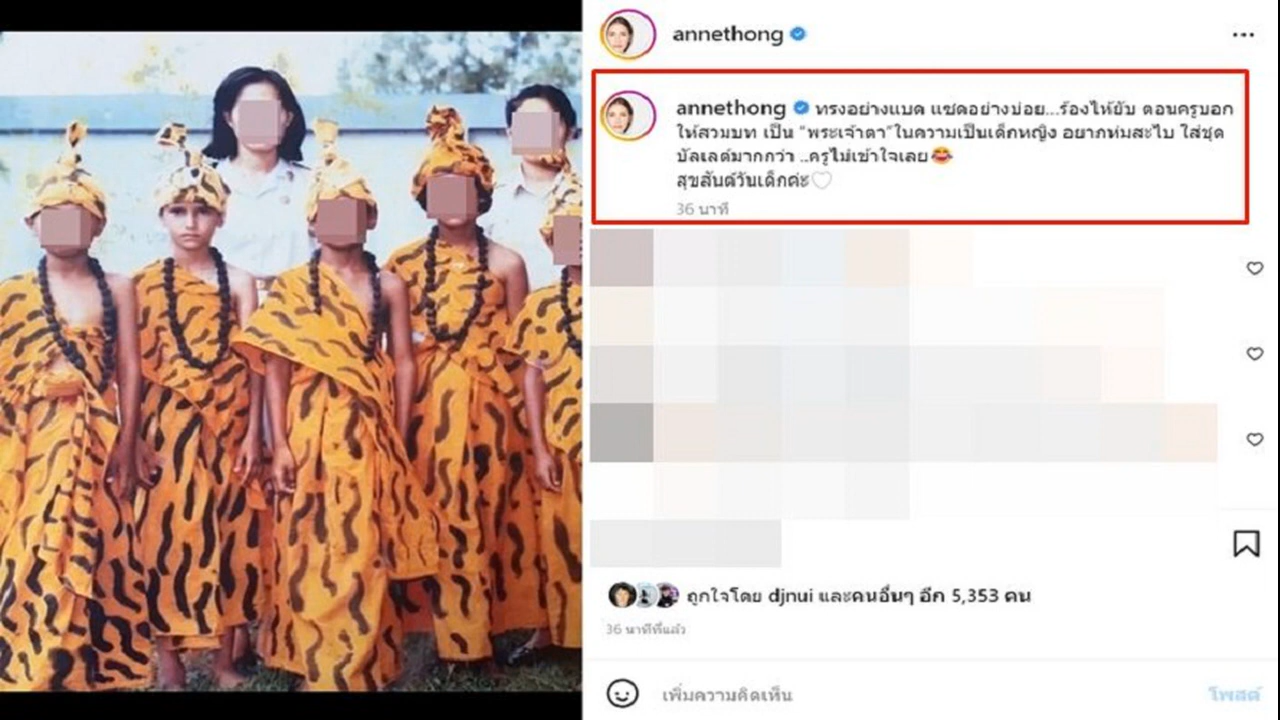 annethong
annethong ทรงอย่างแบด แซดอย่างบ่อย...ร้องไห้ยับ ตอนครูบอก
ให้สวมบท เป็น “พระเจ้าตา”ในความเป็นเด็กหญิง อยากห่มสะไบ ใส่ชุด
บัลเลต์มากกว่า ..ครูไม่เข้าใจเลย😂
สุขสันต์วันเด็กค่ะ🤍
36 นาที
ถูกใจโดย djnui และคนอื่นๆ อีก 5,353 คน
36 นาทีที่แล้ว
เพิ่มความคิดเห็น
โพสต์